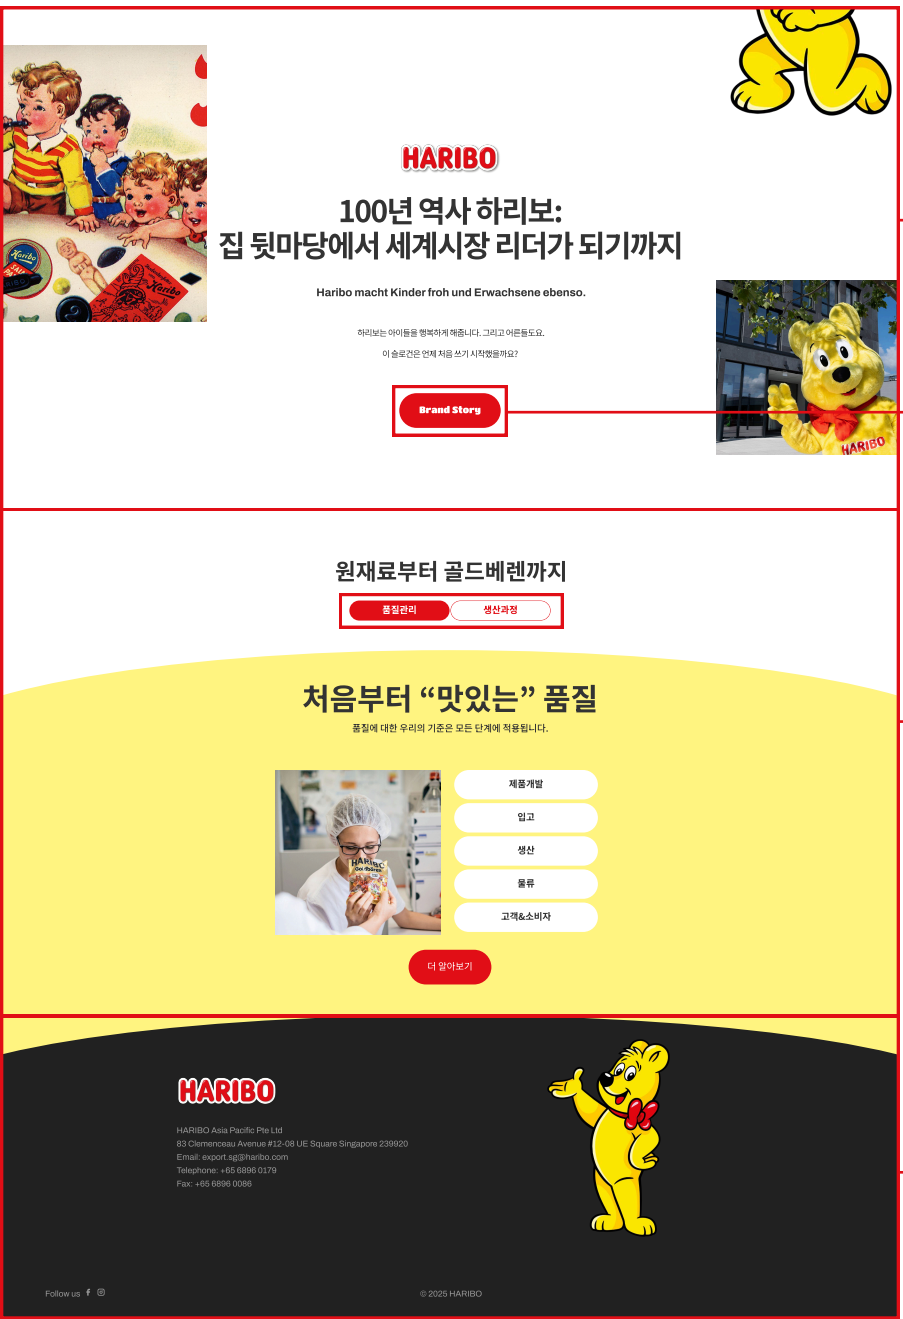 Haribo
Haribo
HARIBO
100년 역사 하리보:
집 뒷마당에서 세계시장 리더가 되기까지
Haribo macht Kinder froh und Erwachsene ebenso.
하리보는 아이들을 행복하게 해줍니다. 그리고 어른들도요.
이 슬로건은 언제 처음 쓰기 시작했을까요?
Brand Story
HARIBO
원재료부터 골드베렌까지
품질관리 생산과정
처음부터 “맛있는” 품질
품질에 대한 우리의 기준은 모든 단계에 적용됩니다.
HARIBO
Goldbären
제품개발
입고
생산
물류
고객&소비자
더 알아보기
HARIBO
HARIBO Asia Pacific Pte Ltd
83 Clemenceau Avenue #12-08 UE Square Singapore 239920
Email: export.sg@haribo.com
Telephone: +65 6896 0179
Fax: +65 6896 0086
Follow us
© 2025 HARIBO